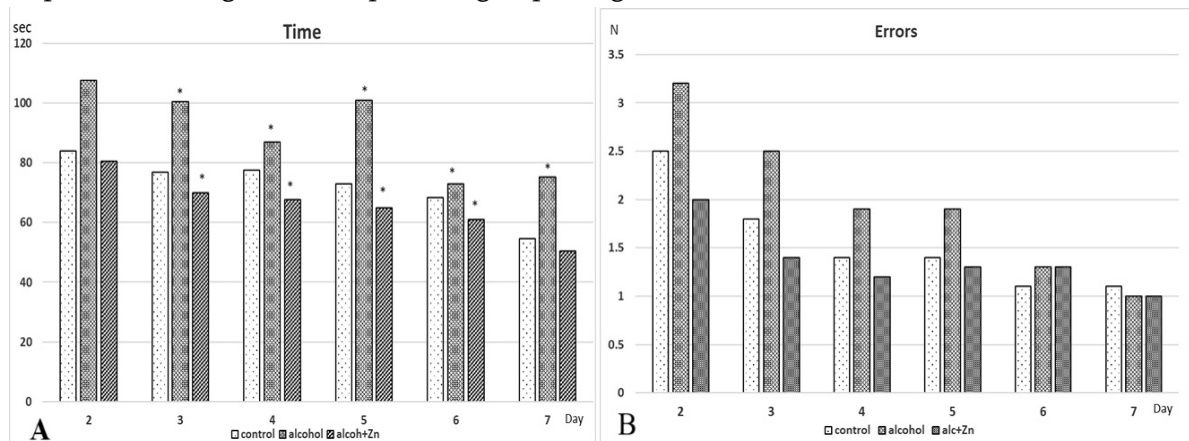 sec
Time
120
100
80
60
40
20
0
* * * * *
* * * *
2 3 4 5 6 7 Day
A
control alcohol alcoh+Zn
N
Errors
3.5
3
2.5
2
1.5
1
0.5
0
2 3 4 5 6 7 Day
B
control alcohol alc+Zn